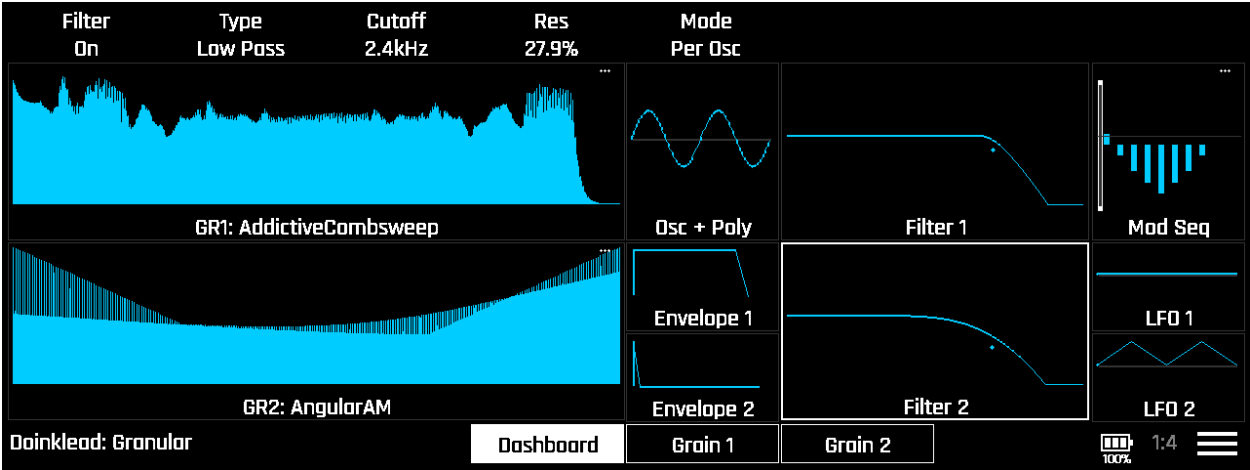 Filter Type Cutoff Res Mode
On Low Pass 2.4kHz 27.9% Per Osc
GR1: AddictiveCombsweep Osc + Poly Filter 1 Mod Seq
Envelope 1 LFO 1
GR2: AngularAM Envelope 2 Filter 2 LFO 2
Doinklead: Granular Dashboard Grain 1 Grain 2 100% 1:4